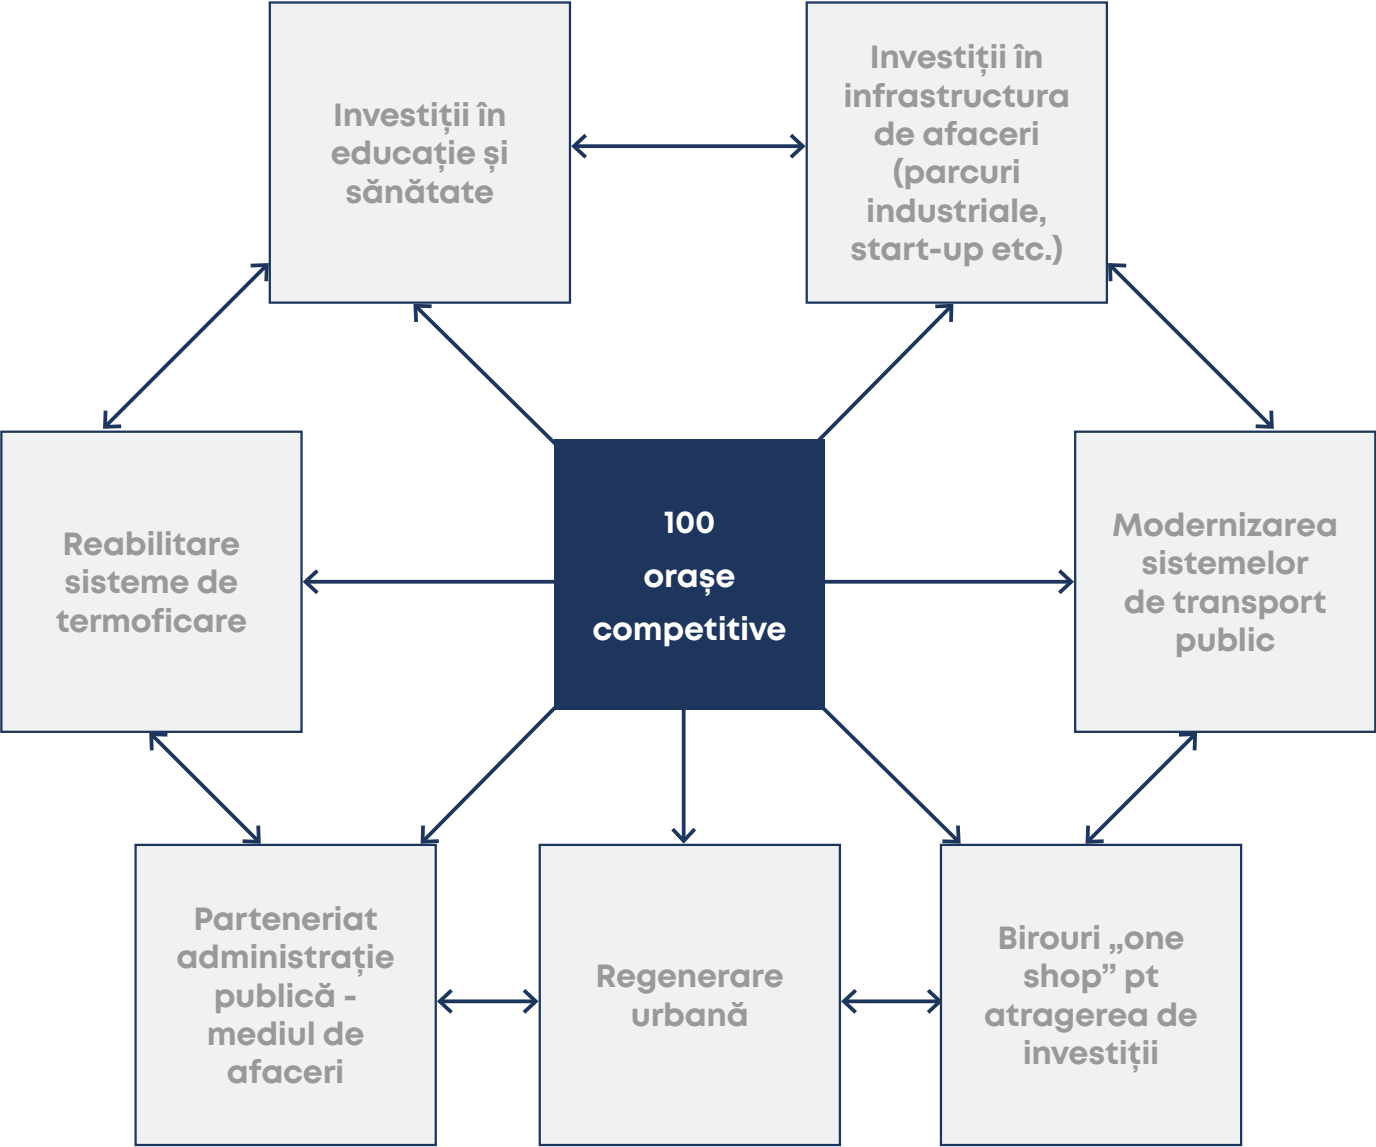 Investiții în
educație și
sănătate
Investiții în
infrastructura
de afaceri
(parcuri
industriale,
start-up etc.)
Reabilitare
sisteme de
termoficare
100
orașe
competitive
Modernizarea
sistemelor
de transport
public
Parteneriat
administrație
publică -
mediul de
afaceri
Regenerare
urbană
Birouri „one
shop” pt
atragerea de
investiții